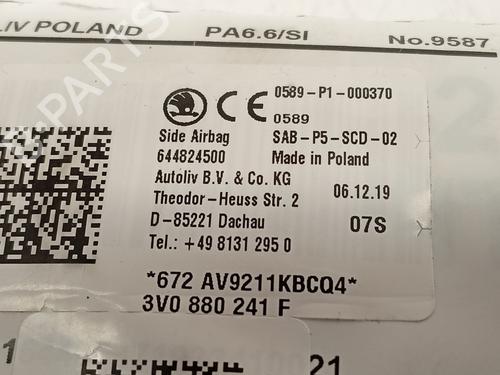 LIV POLAND PA6.6/SI No.9587
CE 0589-P1-000370
0589
Side Airbag SAB-P5-SCD-02
644824500 Made in Poland
Autoliv B.V. & Co. KG 06.12.19
Theodor-Heuss Str. 2
D-85221 Dachau 07S
Tel.: +49 8131 295 0
*672 AV9211KBCQ4*
3V0 880 241 F
1 21